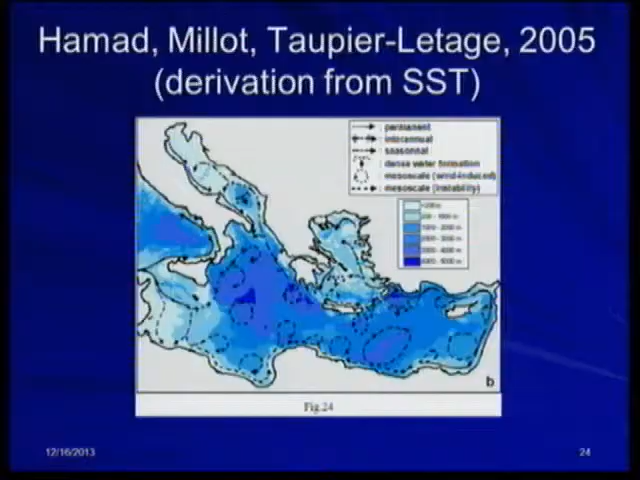 Hamad, Millot, Taupier-Letage, 2005
(derivation from SST)
: permanent
: interannual
: seasonnal
: dense water formation
: mesoscale (wind-induced)
: mesoscale (instability)
b
Fig.24
12/16/2013
24